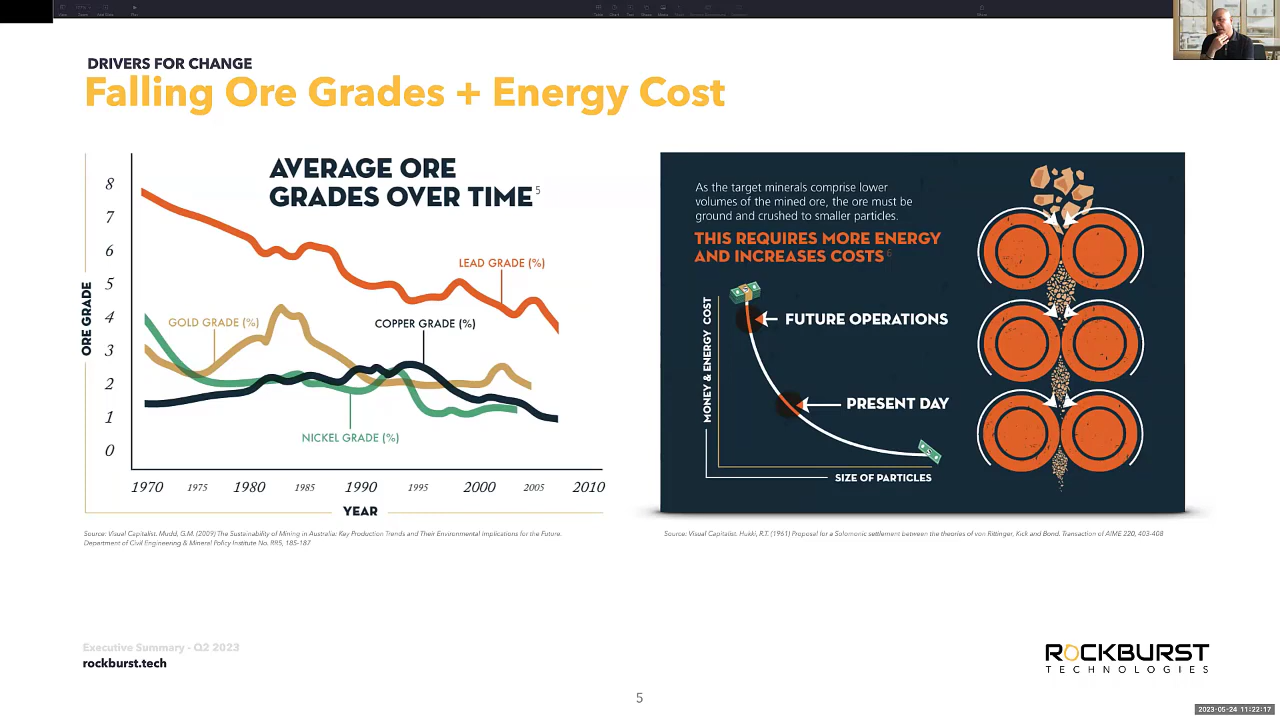 DRIVERS FOR CHANGE
Falling Ore Grades + Energy Cost
AVERAGE ORE
GRADES OVER TIME 5
8
7
6
5
4
3
2
1
0
ORE GRADE
LEAD GRADE (%)
GOLD GRADE (%)
COPPER GRADE (%)
NICKEL GRADE (%)
1970 1975 1980 1985 1990 1995 2000 2005 2010
YEAR
Source: Visual Capitalist. Mudd, G.M. (2009) The Sustainability of Mining in Australia: Key Production Trends and Their Environmental Implications for the Future.
Department of Civil Engineering & Mineral Policy Institute No. RR5, 185-187
As the target minerals comprise lower
volumes of the mined ore, the ore must be
ground and crushed to smaller particles.
THIS REQUIRES MORE ENERGY
AND INCREASES COSTS 6
MONEY & ENERGY COST
FUTURE OPERATIONS
PRESENT DAY
SIZE OF PARTICLES
Source: Visual Capitalist. Hukki, R.T. (1961) Proposal for a Solomonic settlement between the theories of von Rittinger, Kick and Bond. Transaction of AIME 220, 403-408
Executive Summary - Q2 2023
rockburst.tech
ROCKBURST
TECHNOLOGIES
5
2023-05-24 11:22:17